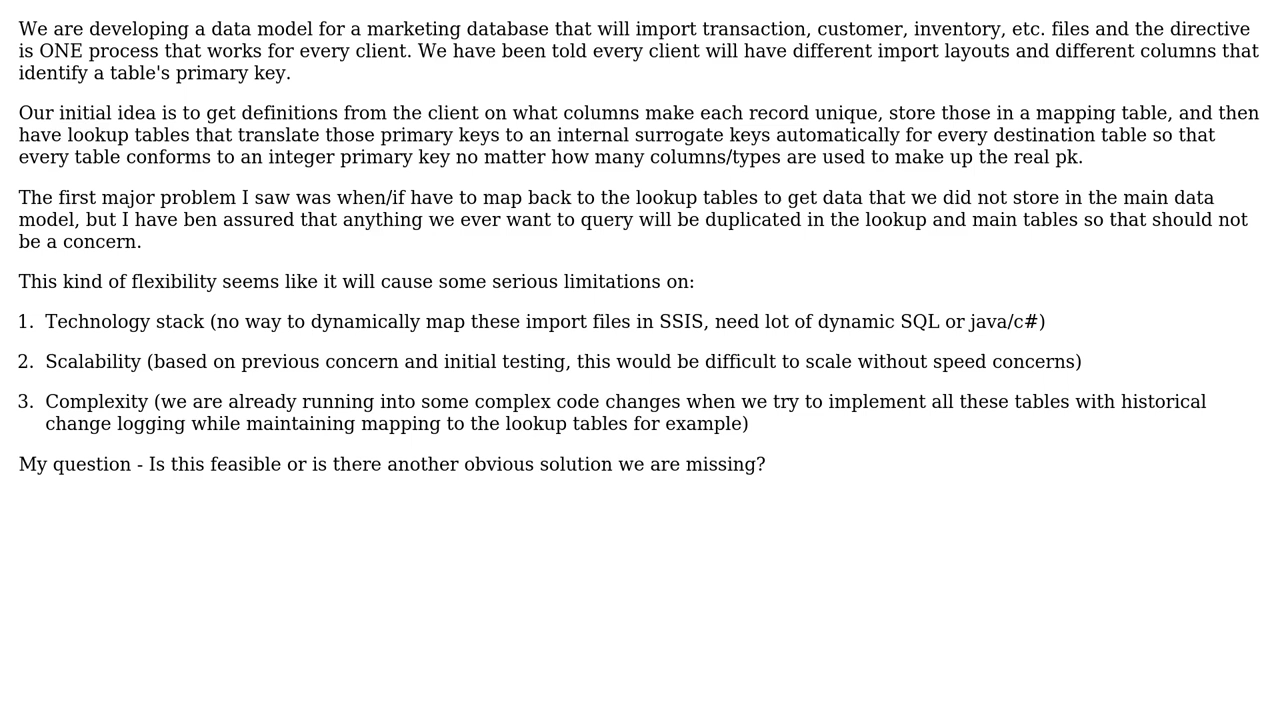 We are developing a data model for a marketing database that will import transaction, customer, inventory, etc. files and the directive
is ONE process that works for every client. We have been told every client will have different import layouts and different columns that
identify a table's primary key.
Our initial idea is to get definitions from the client on what columns make each record unique, store those in a mapping table, and then
have lookup tables that translate those primary keys to an internal surrogate keys automatically for every destination table so that
every table conforms to an integer primary key no matter how many columns/types are used to make up the real pk.
The first major problem I saw was when/if have to map back to the lookup tables to get data that we did not store in the main data
model, but I have ben assured that anything we ever want to query will be duplicated in the lookup and main tables so that should not
be a concern.
This kind of flexibility seems like it will cause some serious limitations on:
1. Technology stack (no way to dynamically map these import files in SSIS, need lot of dynamic SQL or java/c#)
2. Scalability (based on previous concern and initial testing, this would be difficult to scale without speed concerns)
3. Complexity (we are already running into some complex code changes when we try to implement all these tables with historical
change logging while maintaining mapping to the lookup tables for example)
My question - Is this feasible or is there another obvious solution we are missing?